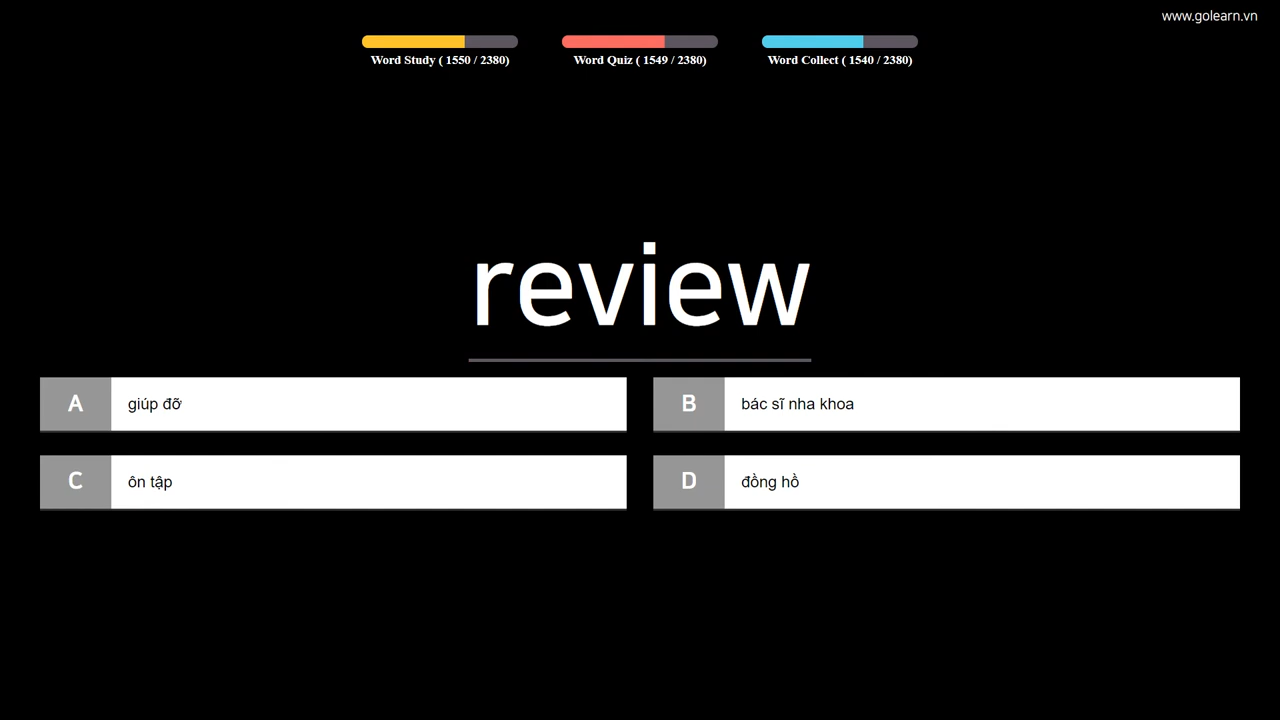 www.golearn.vn
Word Study ( 1550 / 2380)
Word Quiz ( 1549 / 2380)
Word Collect ( 1540 / 2380)
review
A giúp đỡ
B bác sĩ nha khoa
C ôn tập
D đồng hồ